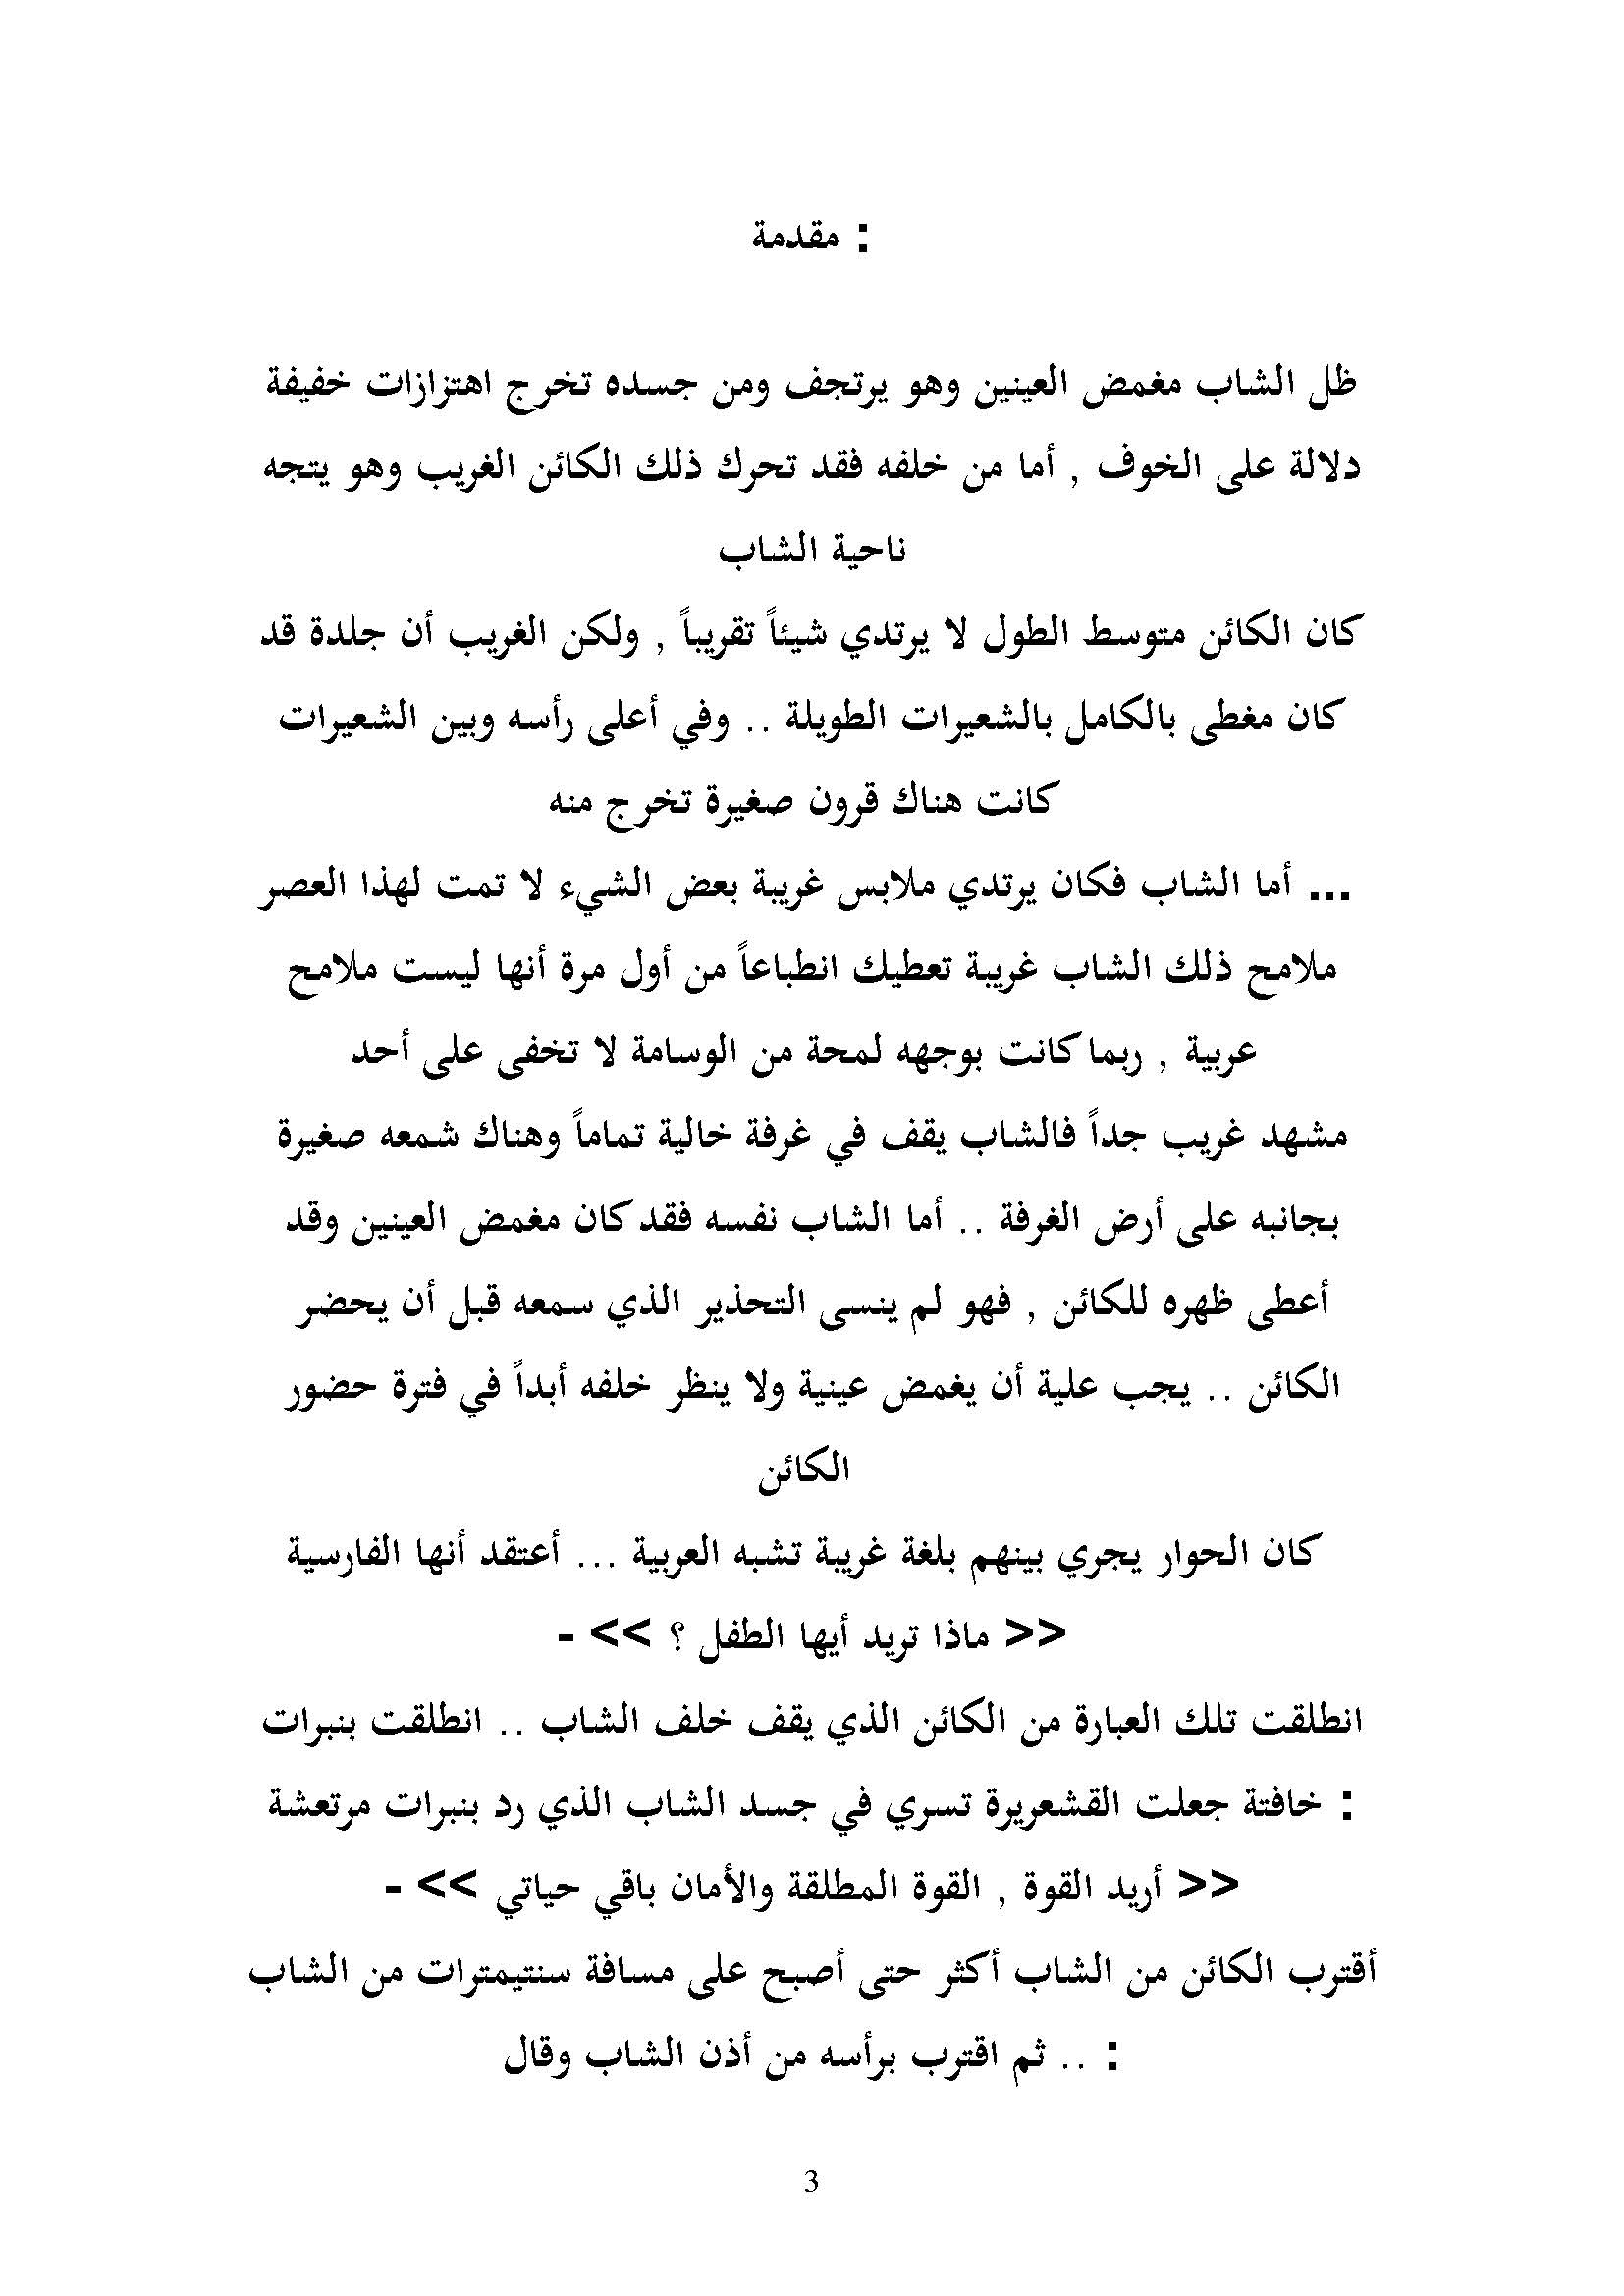 : مقدمة
ظل الشاب مغمض العينين وهو يرتجف ومن جسده تخرج اهتزازات خفيفة
دلالة على الخوف , أما من خلفه فقد تحرك ذلك الكائن الغريب وهو يتجه
ناحية الشاب
كان الكائن متوسط الطول لا يرتدي شيئاً تقريباً , ولكن الغريب أن جلدة قد
كان مغطى بالكامل بالشعيرات الطويلة .. وفي أعلى رأسه وبين الشعيرات
كانت هناك قرون صغيرة تخرج منه
... أما الشاب فكان يرتدي ملابس غريبة بعض الشيء لا تمت لهذا العصر
ملامح ذلك الشاب غريبة تعطيك انطباعاً من أول مرة أنها ليست ملامح
عربية , ربما كانت بوجهه لمحة من الوسامة لا تخفى على أحد
مشهد غريب جداً فالشاب يقف في غرفة خالية تماماً وهناك شمعه صغيرة
بجانبه على أرض الغرفة .. أما الشاب نفسه فقد كان مغمض العينين وقد
أعطى ظهره للكائن , فهو لم ينسى التحذير الذي سمعه قبل أن يحضر
الكائن .. يجب علية أن يغمض عينية ولا ينظر خلفه أبداً في فترة حضور
الكائن
كان الحوار يجري بينهم بلغة غريبة تشبه العربية ... أعتقد أنها الفارسية
<< ماذا تريد أيها الطفل ؟ >> -
انطلقت تلك العبارة من الكائن الذي يقف خلف الشاب .. انطلقت بنبرات
: خافتة جعلت القشعريرة تسري في جسد الشاب الذي رد بنبرات مرتعشة
<< أريد القوة , القوة المطلقة والأمان باقي حياتي >> -
أقترب الكائن من الشاب أكثر حتى أصبح على مسافة سنتيمترات من الشاب
: .. ثم اقترب برأسه من أذن الشاب وقال
3